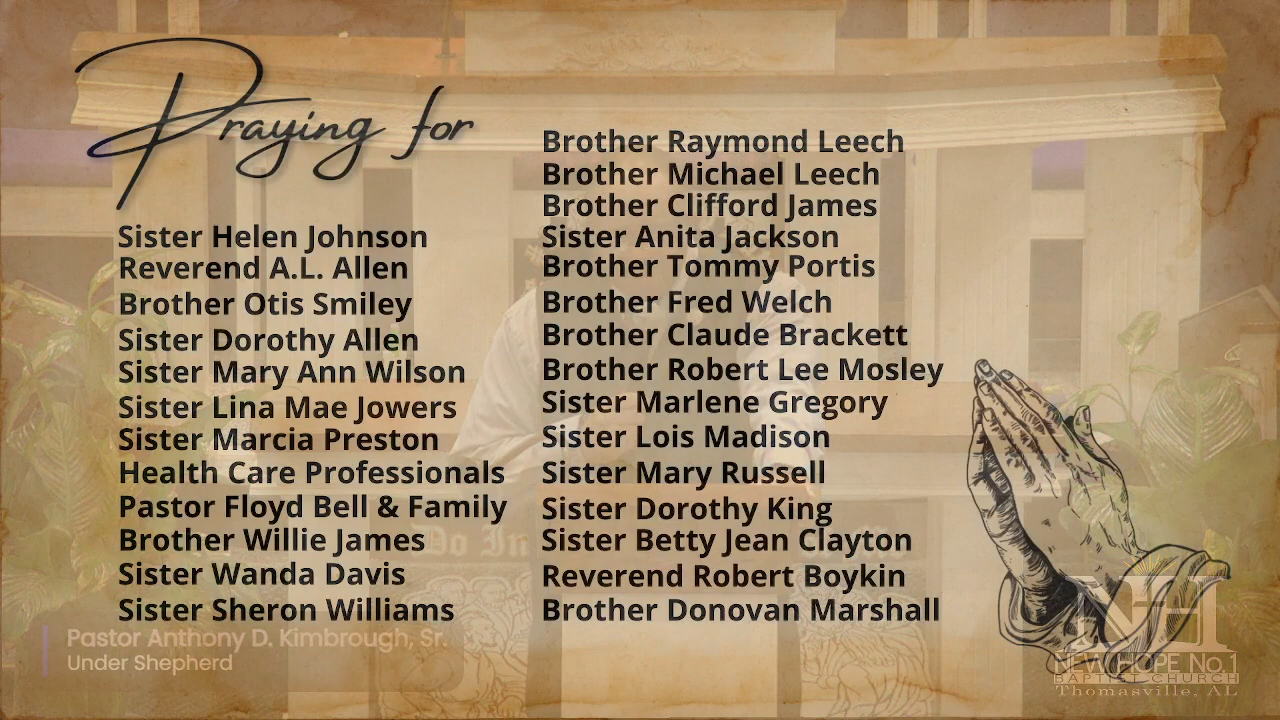 Praying for
Sister Helen Johnson
Reverend A.L. Allen
Brother Otis Smiley
Sister Dorothy Allen
Sister Mary Ann Wilson
Sister Lina Mae Jowers
Sister Marcia Preston
Health Care Professionals
Pastor Floyd Bell & Family
Brother Willie James
Sister Wanda Davis
Sister Sheron Williams
Brother Raymond Leech
Brother Michael Leech
Brother Clifford James
Sister Anita Jackson
Brother Tommy Portis
Brother Fred Welch
Brother Claude Brackett
Brother Robert Lee Mosley
Sister Marlene Gregory
Sister Lois Madison
Sister Mary Russell
Sister Dorothy King
Sister Betty Jean Clayton
Reverend Robert Boykin
Brother Donovan Marshall
Do In
Pastor Anthony D. Kimbrough, Sr.
Under Shepherd
NH
NEW HOPE No.1
BAPTIST CHURCH
Thomasville, AL